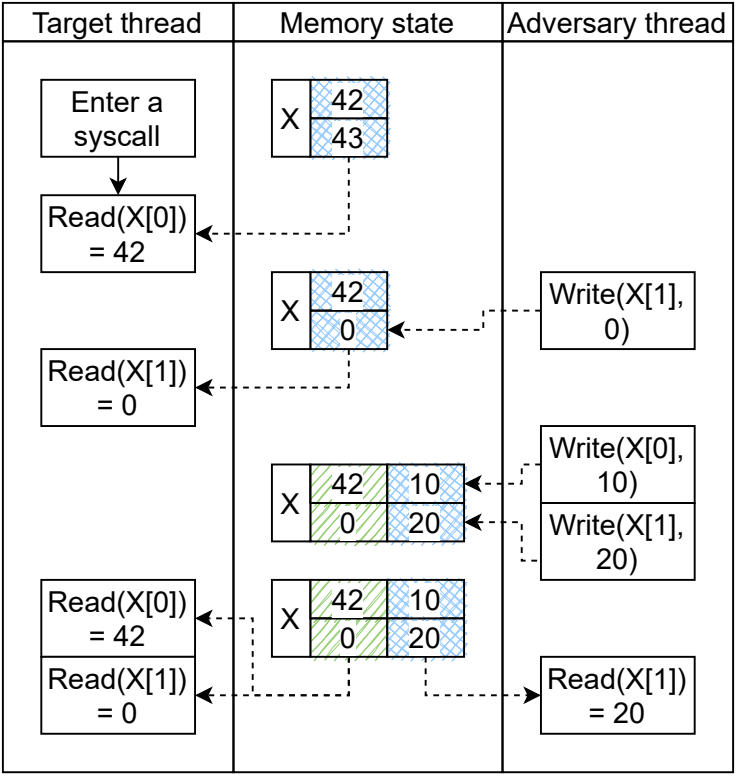 Target thread
Memory state
Adversary thread
Enter a
syscall
X
42
43
Read(X[0])
= 42
X
42
0
Write(X[1],
0)
Read(X[1])
= 0
Write(X[0],
10)
X
42
10
0
20
Write(X[1],
20)
Read(X[0])
= 42
X
42
10
0
20
Read(X[1])
= 0
Read(X[1])
= 20